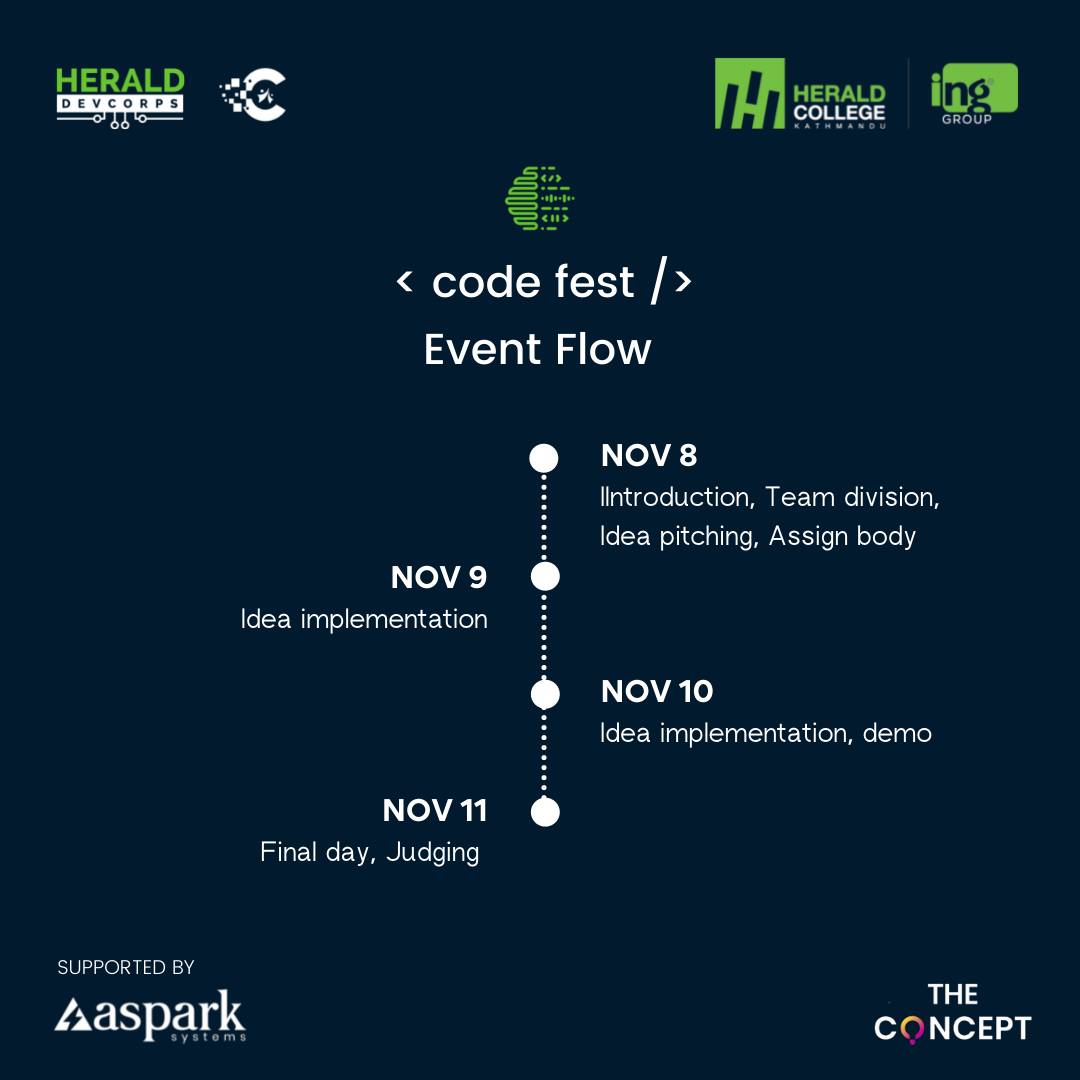 HERALD
DEVCORPS
HERALD
COLLEGE
KATHMANDU
ing
GROUP
< code fest />
Event Flow
NOV 8
IIntroduction, Team division,
Idea pitching, Assign body
NOV 9
Idea implementation
NOV 10
Idea implementation, demo
NOV 11
Final day, Judging
SUPPORTED BY
aspark
systems
THE
CONCEPT